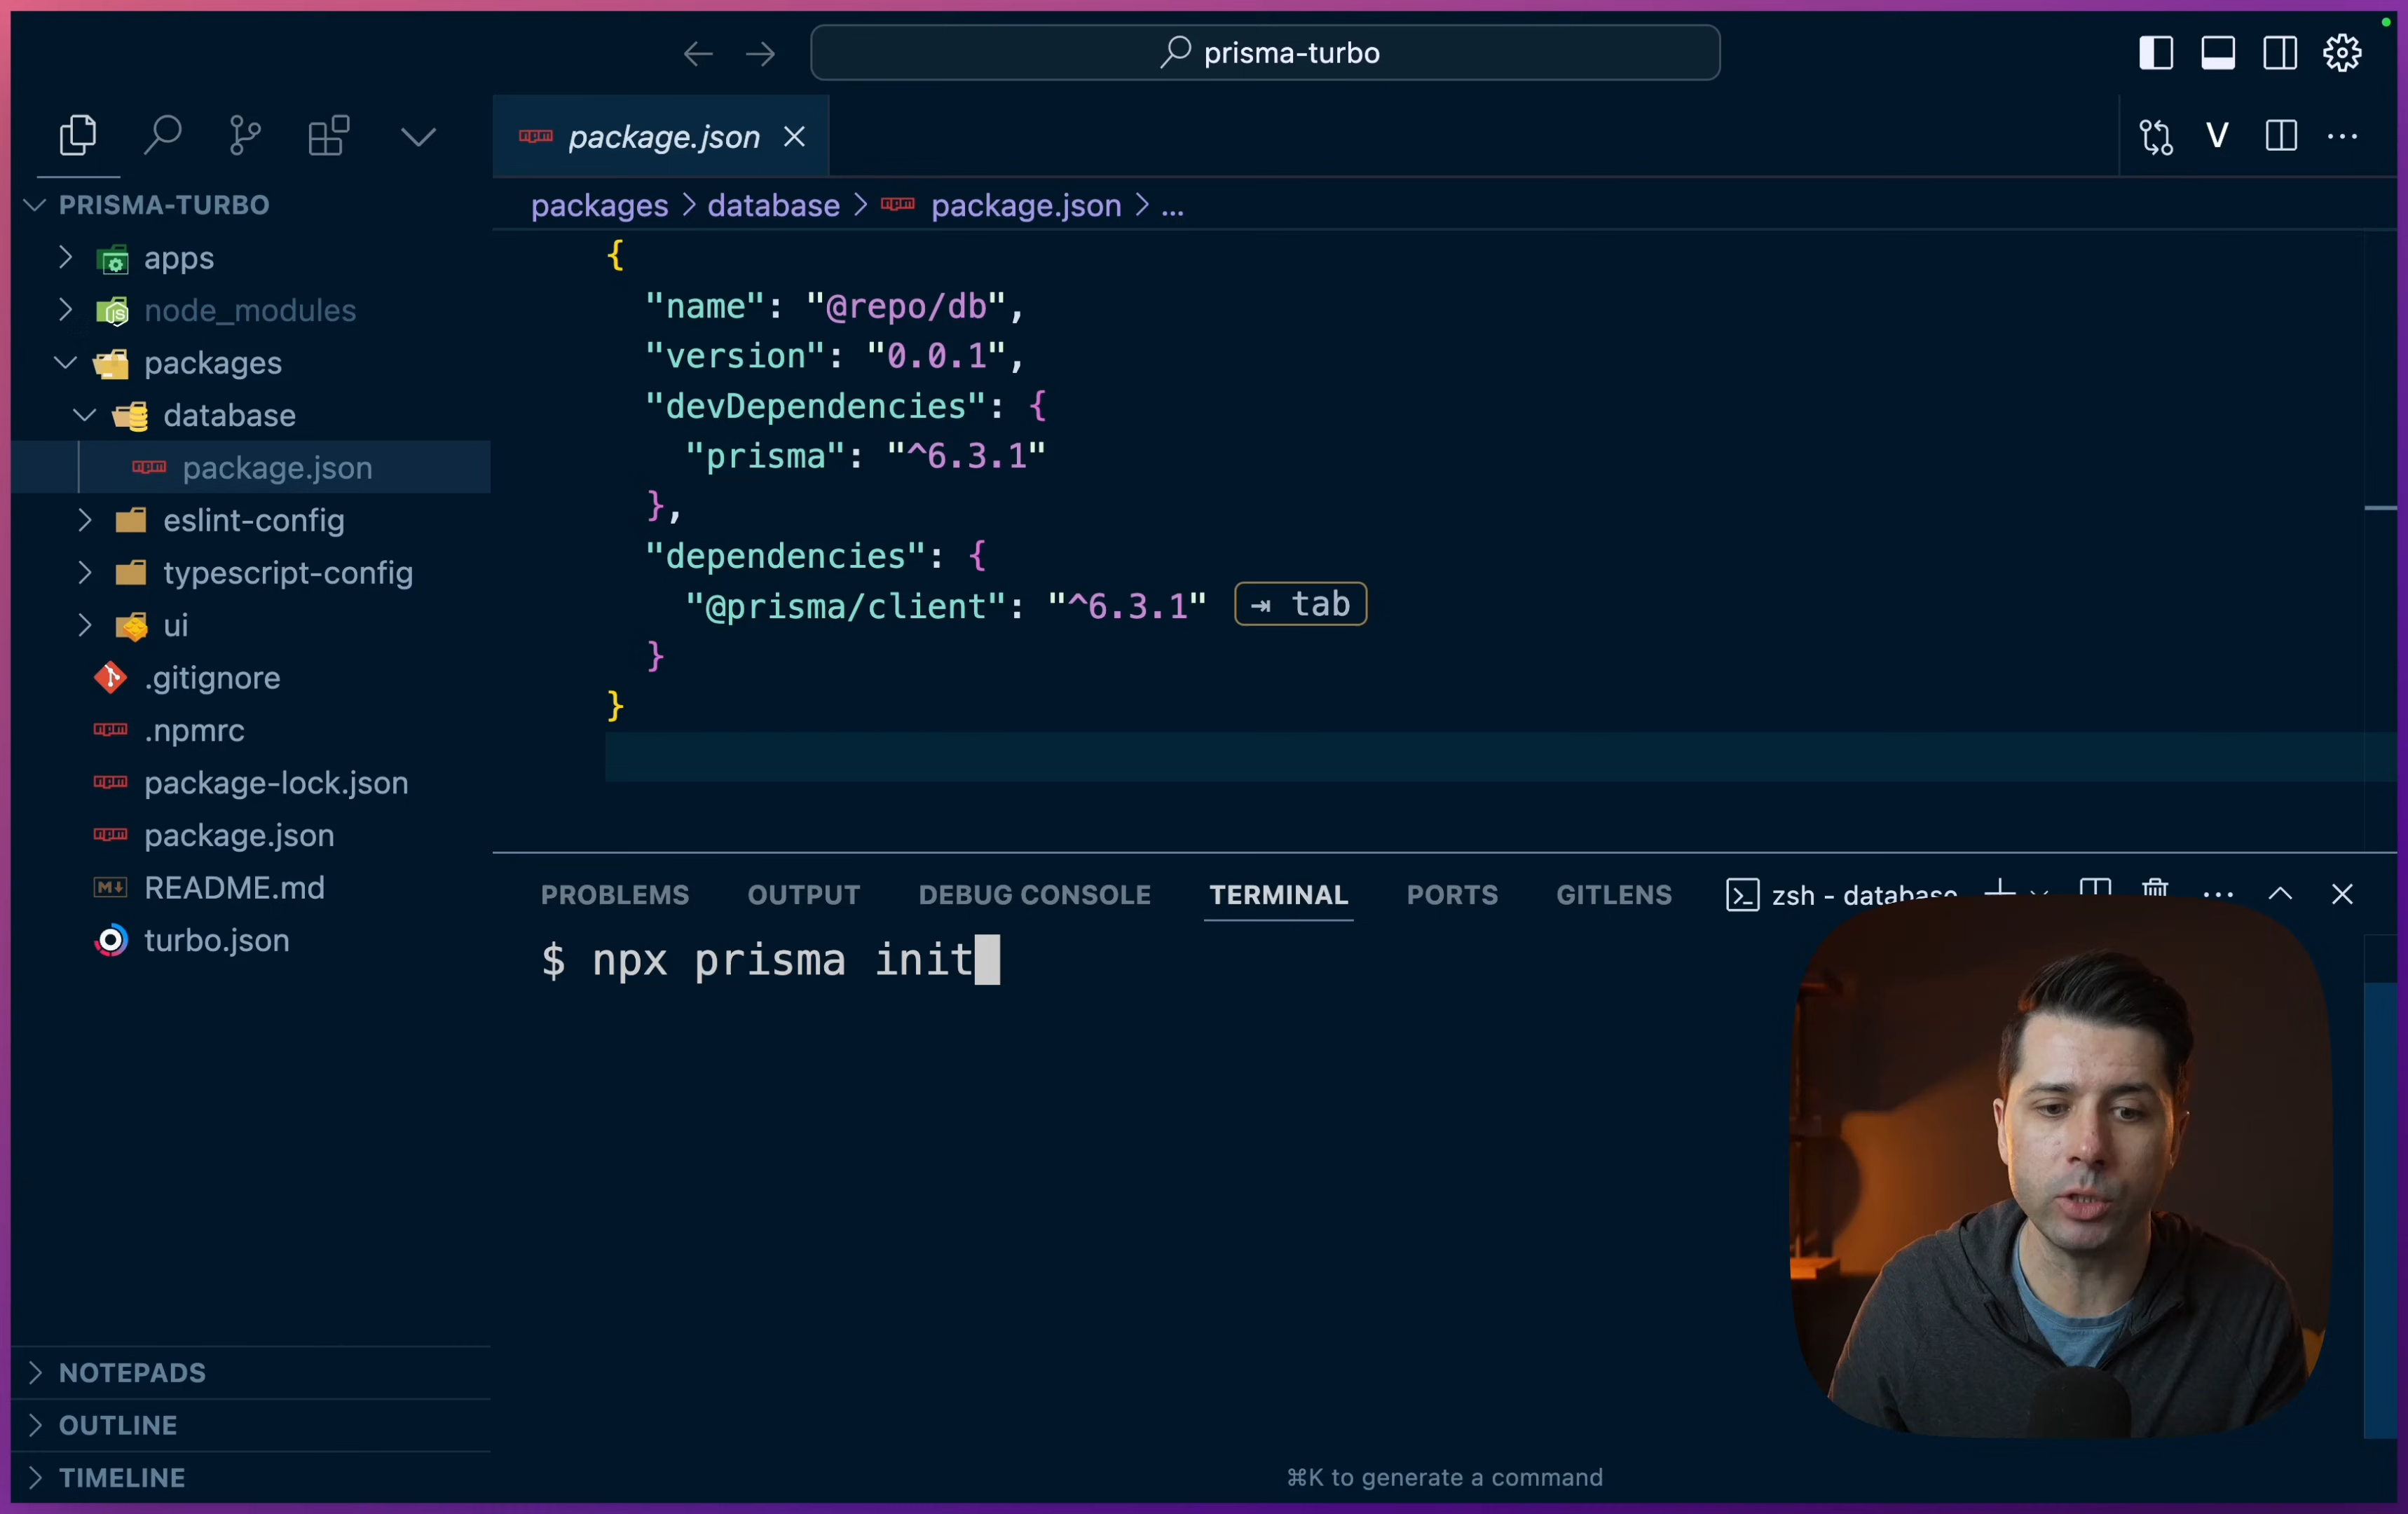 prisma-turbo
package.json
PRISMA-TURBO
apps
node_modules
packages
database
package.json
eslint-config
typescript-config
ui
.gitignore
.npmrc
package-lock.json
package.json
README.md
turbo.json
NOTEPADS
OUTLINE
TIMELINE
V
packages > database > package.json > ...
{
"name": "@repo/db",
"version": "0.0.1",
"devDependencies": {
"prisma": "^6.3.1"
},
"dependencies": {
"@prisma/client": "^6.3.1" ⇥ tab
}
}
PROBLEMS OUTPUT DEBUG CONSOLE TERMINAL PORTS GITLENS zsh - database
$ npx prisma init
⌘K to generate a command